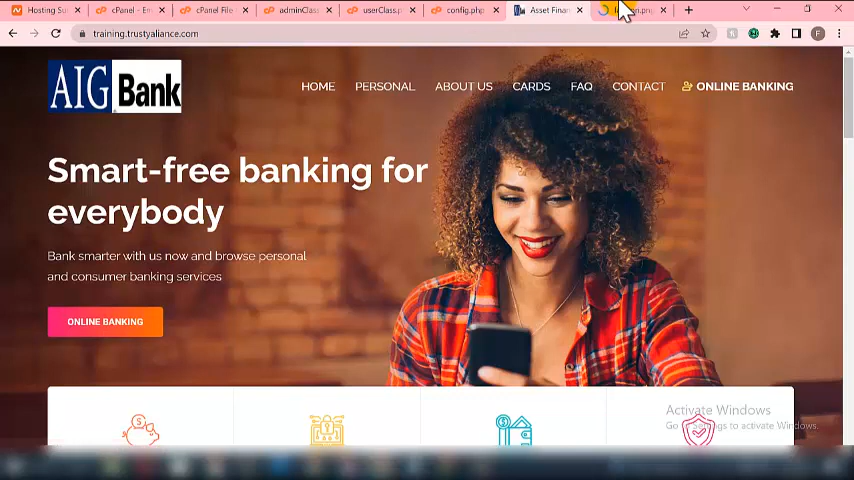 Hosting Su
cPanel - Em
cPanel File
adminClass
userClass.p
config.php
Asset Finan
training.trustyaliance.com
F
AIG Bank
HOME PERSONAL ABOUT US CARDS FAQ CONTACT ONLINE BANKING
Smart-free banking for
everybody
Bank smarter with us now and browse personal
and consumer banking services
ONLINE BANKING
Activate Windows
Go to Settings to activate Windows.